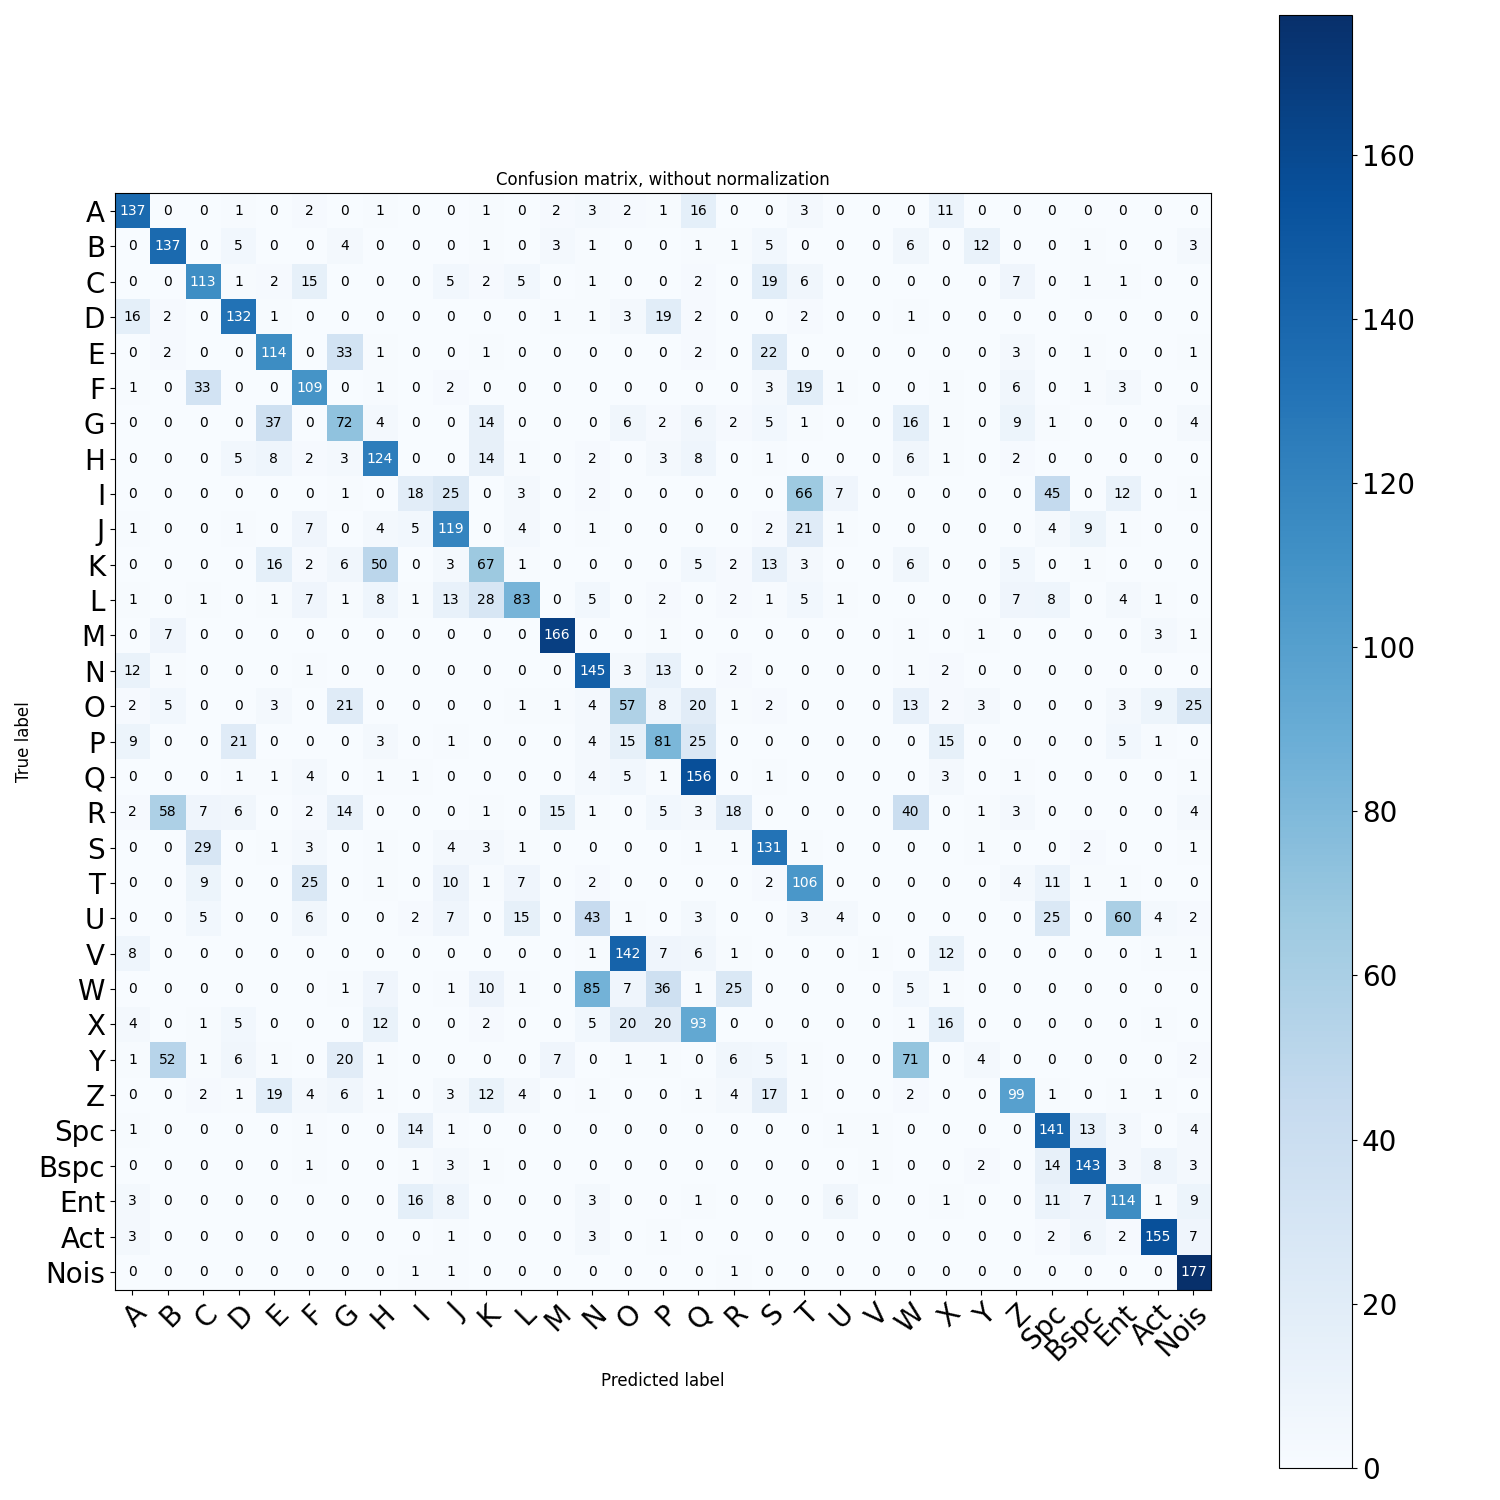 Confusion matrix, without normalization
A 137 0 0 1 0 2 0 1 0 0 1 0 2 3 2 1 16 0 0 3 0 0 0 11 0 0 0 0 0 0 0
B 0 137 0 5 0 0 4 0 0 0 1 0 3 1 0 0 1 1 5 0 0 0 6 0 12 0 0 1 0 0 3
C 0 0 113 1 2 15 0 0 0 5 2 5 0 1 0 0 2 0 19 6 0 0 0 0 0 7 0 1 1 0 0
D 16 2 0 132 1 0 0 0 0 0 0 0 1 1 3 19 2 0 0 2 0 0 1 0 0 0 0 0 0 0 0
E 0 2 0 0 114 0 33 1 0 0 1 0 0 0 0 0 2 0 22 0 0 0 0 0 0 3 0 1 0 0 1
F 1 0 33 0 0 109 0 1 0 2 0 0 0 0 0 0 0 0 3 19 1 0 0 1 0 6 0 1 3 0 0
G 0 0 0 0 37 0 72 4 0 0 14 0 0 0 6 2 6 2 5 1 0 0 16 1 0 9 1 0 0 0 4
H 0 0 0 5 8 2 3 124 0 0 14 1 0 2 0 3 8 0 1 0 0 0 6 1 0 2 0 0 0 0 0
I 0 0 0 0 0 0 1 0 18 25 0 3 0 2 0 0 0 0 0 66 7 0 0 0 0 0 45 0 12 0 1
J 1 0 0 1 0 7 0 4 5 119 0 4 0 1 0 0 0 0 2 21 1 0 0 0 0 0 4 9 1 0 0
K 0 0 0 0 16 2 6 50 0 3 67 1 0 0 0 0 5 2 13 3 0 0 6 0 0 5 0 1 0 0 0
L 1 0 1 0 1 7 1 8 1 13 28 83 0 5 0 2 0 2 1 5 1 0 0 0 0 7 8 0 4 1 0
M 0 7 0 0 0 0 0 0 0 0 0 0 166 0 0 1 0 0 0 0 0 0 1 0 1 0 0 0 0 3 1
N 12 1 0 0 0 1 0 0 0 0 0 0 0 145 3 13 0 2 0 0 0 0 1 2 0 0 0 0 0 0 0
O 2 5 0 0 3 0 21 0 0 0 0 1 1 4 57 8 20 1 2 0 0 0 13 2 3 0 0 0 3 9 25
P 9 0 0 21 0 0 0 3 0 1 0 0 0 4 15 81 25 0 0 0 0 0 0 15 0 0 0 0 5 1 0
Q 0 0 0 1 1 4 0 1 1 0 0 0 0 4 5 1 156 0 1 0 0 0 0 3 0 1 0 0 0 0 1
R 2 58 7 6 0 2 14 0 0 0 1 0 15 1 0 5 3 18 0 0 0 0 40 0 1 3 0 0 0 0 4
S 0 0 29 0 1 3 0 1 0 4 3 1 0 0 0 0 1 1 131 1 0 0 0 0 1 0 0 2 0 0 1
T 0 0 9 0 0 25 0 1 0 10 1 7 0 2 0 0 0 0 2 106 0 0 0 0 0 4 11 1 1 0 0
U 0 0 5 0 0 6 0 0 2 7 0 15 0 43 1 0 3 0 0 3 4 0 0 0 0 0 25 0 60 4 2
V 8 0 0 0 0 0 0 0 0 0 0 0 0 1 142 7 6 1 0 0 0 1 0 12 0 0 0 0 0 1 1
W 0 0 0 0 0 0 1 7 0 1 10 1 0 85 7 36 1 25 0 0 0 0 5 1 0 0 0 0 0 0 0
X 4 0 1 5 0 0 0 12 0 0 2 0 0 5 20 20 93 0 0 0 0 0 1 16 0 0 0 0 0 1 0
Y 1 52 1 6 1 0 20 1 0 0 0 0 7 0 1 1 0 6 5 1 0 0 71 0 4 0 0 0 0 0 2
Z 0 0 2 1 19 4 6 1 0 3 12 4 0 1 0 0 1 4 17 1 0 0 2 0 0 99 1 0 1 1 0
Spc 1 0 0 0 0 1 0 0 14 1 0 0 0 0 0 0 0 0 0 0 1 1 0 0 0 0 141 13 3 0 4
Bspc 0 0 0 0 0 1 0 0 1 3 1 0 0 0 0 0 0 0 0 0 0 1 0 0 2 0 14 143 3 8 3
Ent 3 0 0 0 0 0 0 0 16 8 0 0 0 3 0 0 1 0 0 0 6 0 0 1 0 0 11 7 114 1 9
Act 3 0 0 0 0 0 0 0 0 1 0 0 0 3 0 1 0 0 0 0 0 0 0 0 0 0 2 6 2 155 7
Nois 0 0 0 0 0 0 0 0 1 1 0 0 0 0 0 0 0 1 0 0 0 0 0 0 0 0 0 0 0 0 177
A B C D E F G H I J K L M N O P Q R S T U V W X Y Z Spc Bspc Ent Act Nois
Predicted label
True label
160
140
120
100
80
60
40
20
0